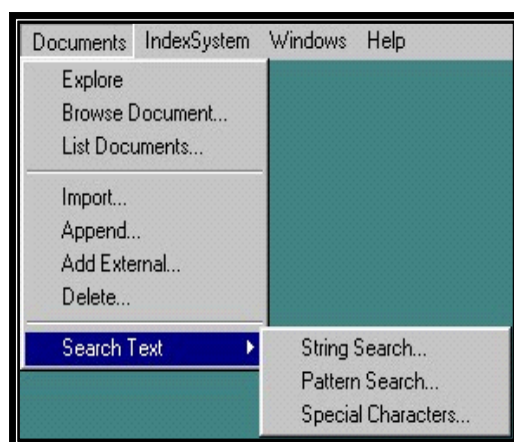 Documents IndexSystem Windows Help
Explore
Browse Document...
List Documents...
Import...
Append...
Add External...
Delete...
Search Text
String Search...
Pattern Search...
Special Characters...